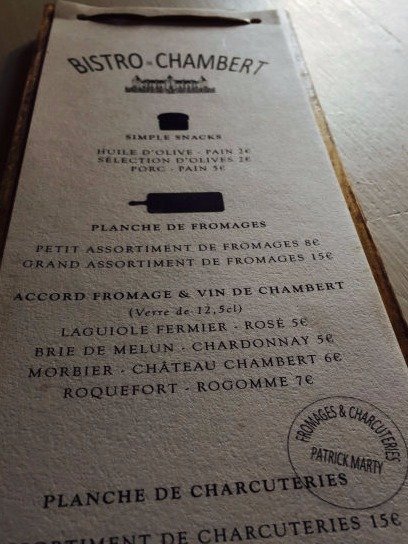 BISTRO DE CHAMBERT
SIMPLE SNACKS
HUILE D'OLIVE - PAIN 2€
SÉLECTION D'OLIVES 2€
PORC - PAIN 5€
PLANCHE DE FROMAGES
PETIT ASSORTIMENT DE FROMAGES 8€
GRAND ASSORTIMENT DE FROMAGES 15€
ACCORD FROMAGE & VIN DE CHAMBERT
(Verre de 12,5cl)
LAGUIOLE FERMIER - ROSÉ 5€
BRIE DE MELUN - CHARDONNAY 5€
MORBIER - CHÂTEAU CHAMBERT 6€
ROQUEFORT - ROGOMME 7€
FROMAGES & CHARCUTERIES
PATRICK MARTY
PLANCHE DE CHARCUTERIES
DE CHARCUTERIES 15€